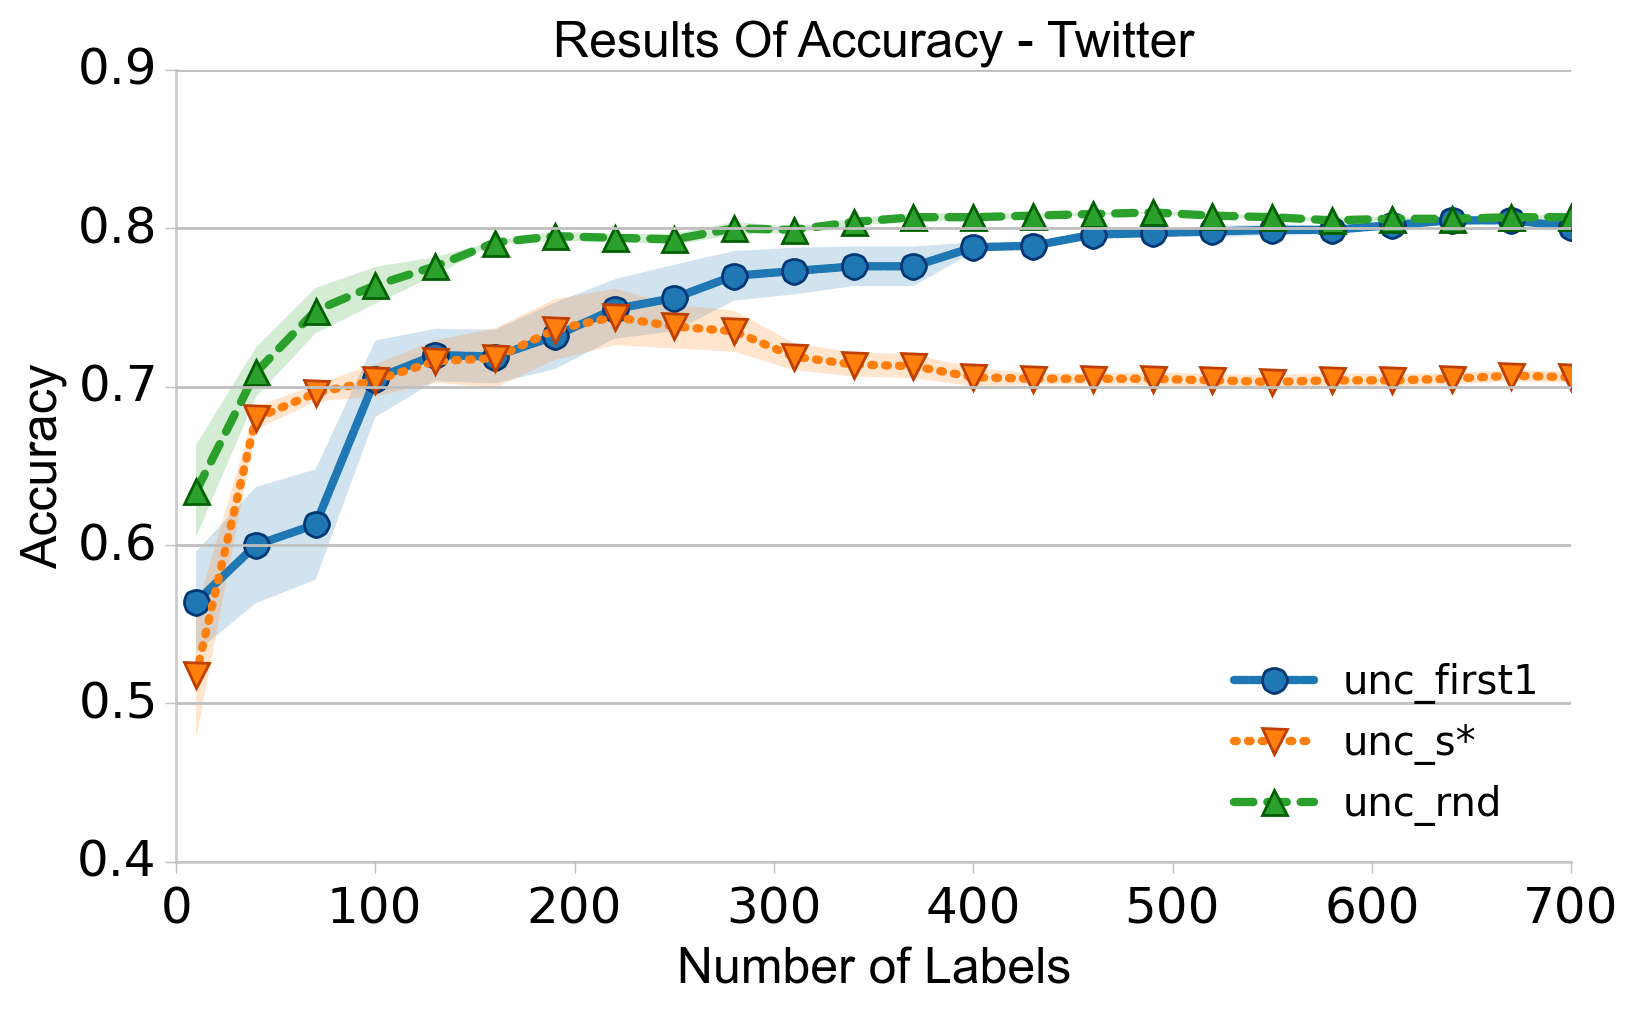 Results Of Accuracy - Twitter
0.9
0.8
0.7
0.6
0.5
0.4
Accuracy
unc_first1
unc_s*
unc_rnd
0 100 200 300 400 500 600 700
Number of Labels